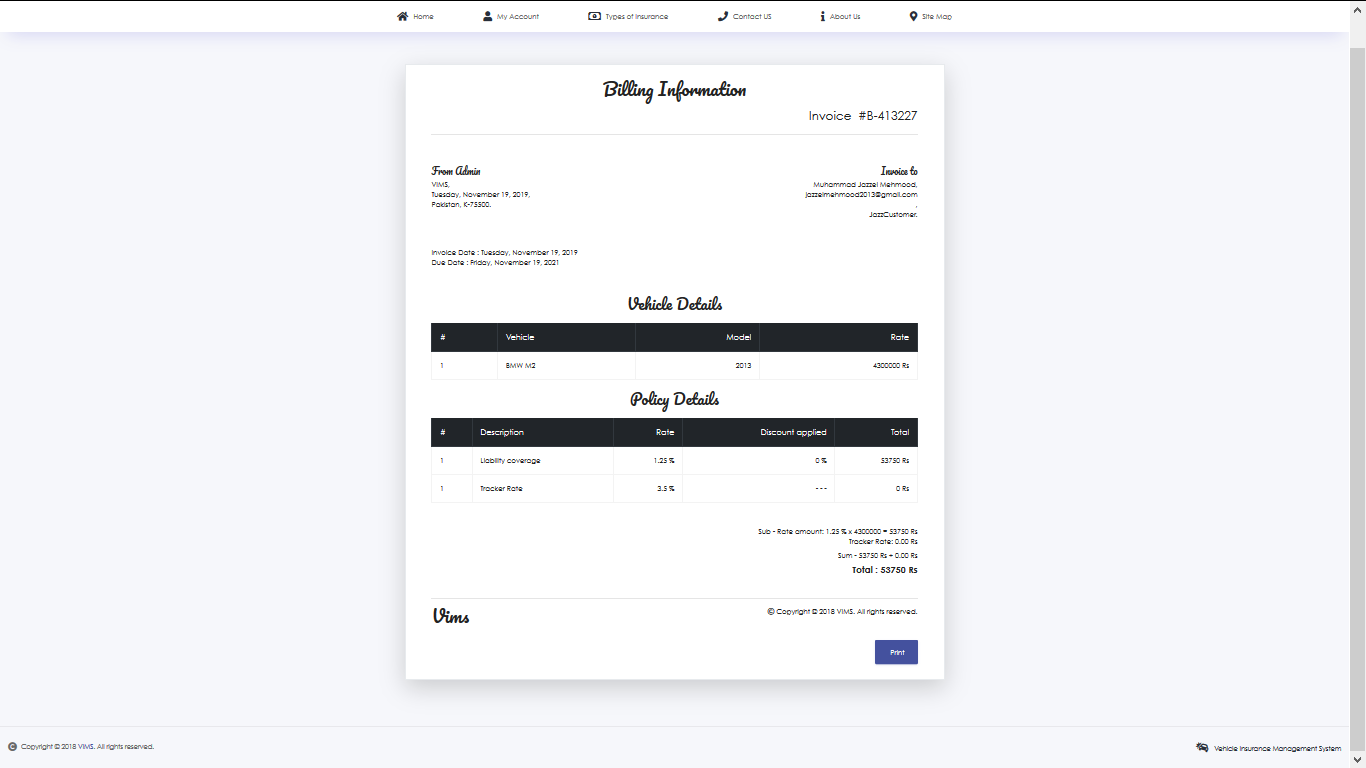 Home My Account Types of Insurance Contact US About Us Site Map
Billing Information
Invoice #B-413227
From Admin
VIMS,
Tuesday, November 19, 2019,
Pakistan, K-75500.
Invoice to
Muhammad Jazzel Mehmood,
jazzelmehmood2013@gmail.com
,
JazzCustomer.
Invoice Date : Tuesday, November 19, 2019
Due Date : Friday, November 19, 2021
Vehicle Details
# Vehicle Model Rate
1 BMW M2 2013 4300000 Rs
Policy Details
# Description Rate Discount applied Total
1 Liability coverage 1.25 % 0 % 53750 Rs
1 Tracker Rate 3.5 % --- 0 Rs
Sub - Rate amount: 1.25 % x 4300000 = 53750 Rs
Tracker Rate: 0.00 Rs
Sum - 53750 Rs + 0.00 Rs
Total : 53750 Rs
Vims
© Copyright © 2018 VIMS. All rights reserved.
Print
© Copyright © 2018 VIMS. All rights reserved.
Vehicle Insurance Management System